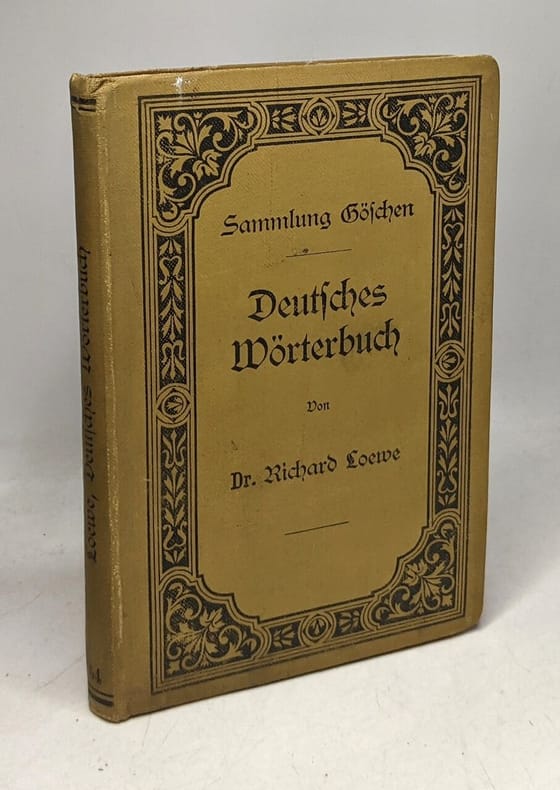 Sammlung Göschen
Deutsches
Wörterbuch
Von
Dr. Richard Loewe
Loewe, Deutsches Wörterbuch